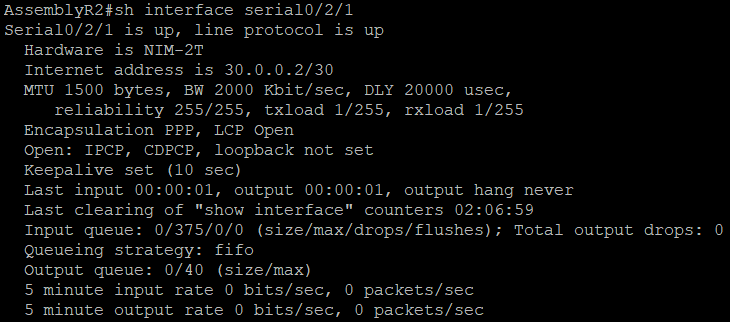 AssemblyR2#sh interface serial0/2/1
Serial0/2/1 is up, line protocol is up
Hardware is NIM-2T
Internet address is 30.0.0.2/30
MTU 1500 bytes, BW 2000 Kbit/sec, DLY 20000 usec,
reliability 255/255, txload 1/255, rxload 1/255
Encapsulation PPP, LCP Open
Open: IPCP, CDPCP, loopback not set
Keepalive set (10 sec)
Last input 00:00:01, output 00:00:01, output hang never
Last clearing of "show interface" counters 02:06:59
Input queue: 0/375/0/0 (size/max/drops/flushes); Total output drops: 0
Queueing strategy: fifo
Output queue: 0/40 (size/max)
5 minute input rate 0 bits/sec, 0 packets/sec
5 minute output rate 0 bits/sec, 0 packets/sec